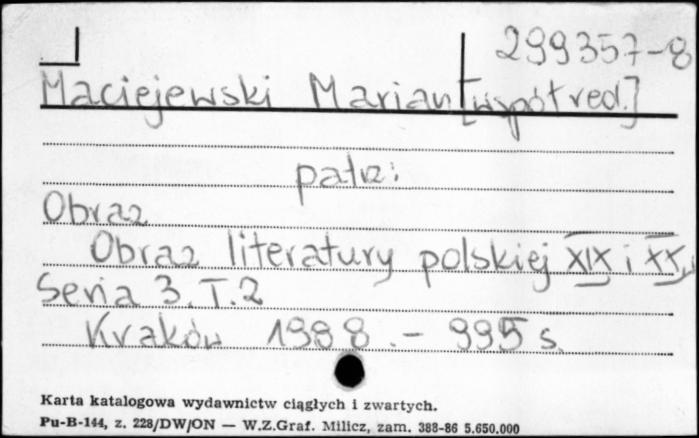 299357-8
Maciejewski Marian [współred.]
patrz:
Obraz
Obraz literatury polskiej XIX i XX w
Seria 3. T.2
Kraków 1988.- 995 s.
Karta katalogowa wydawnictw ciągłych i zwartych.
Pu-B-144, z. 228/DW/ON — W.Z.Graf. Milicz, zam. 388-86 5.650.000